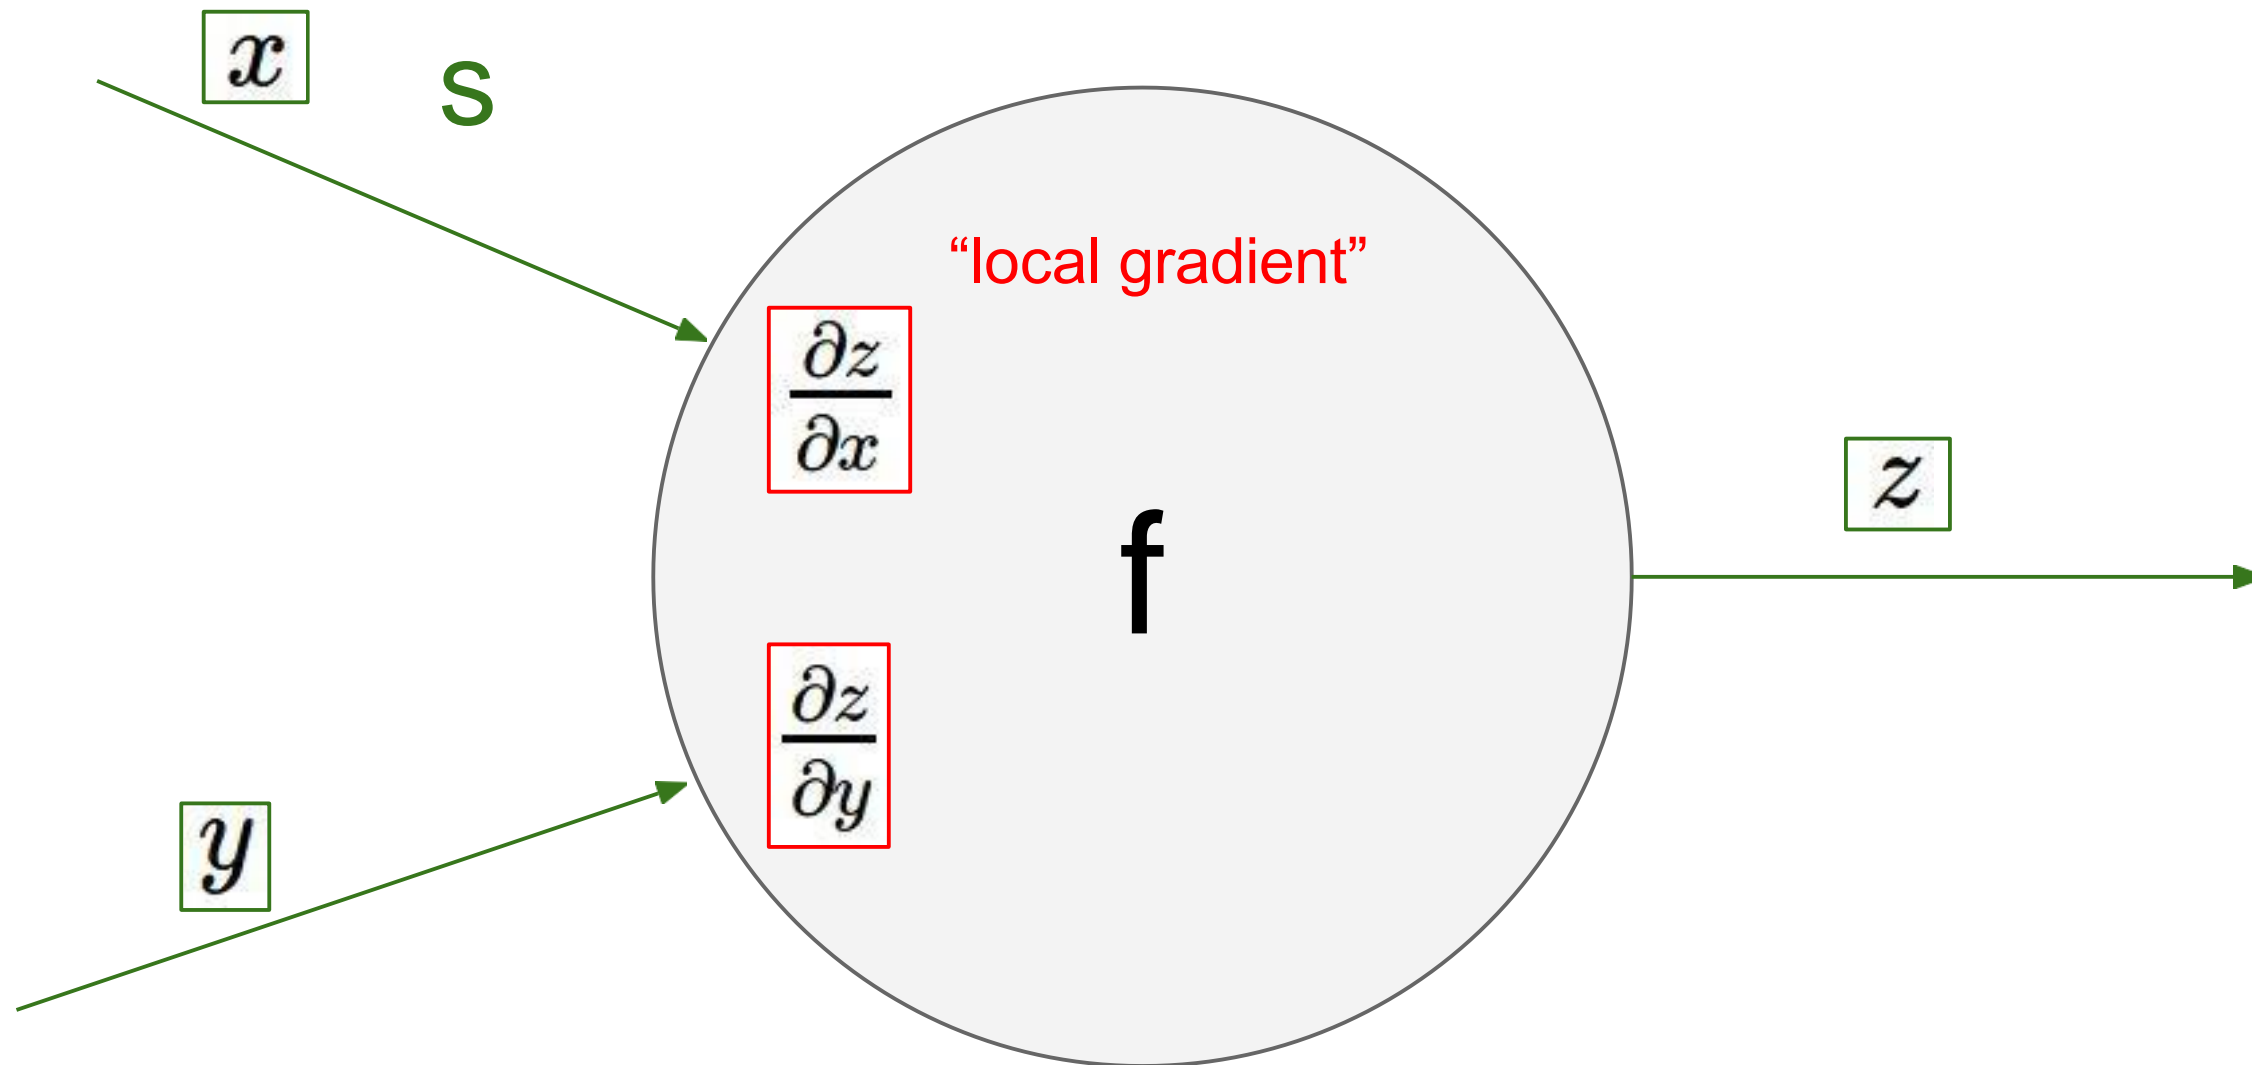 x
s
“local gradient”
∂z
∂x
f
z
∂z
∂y
y